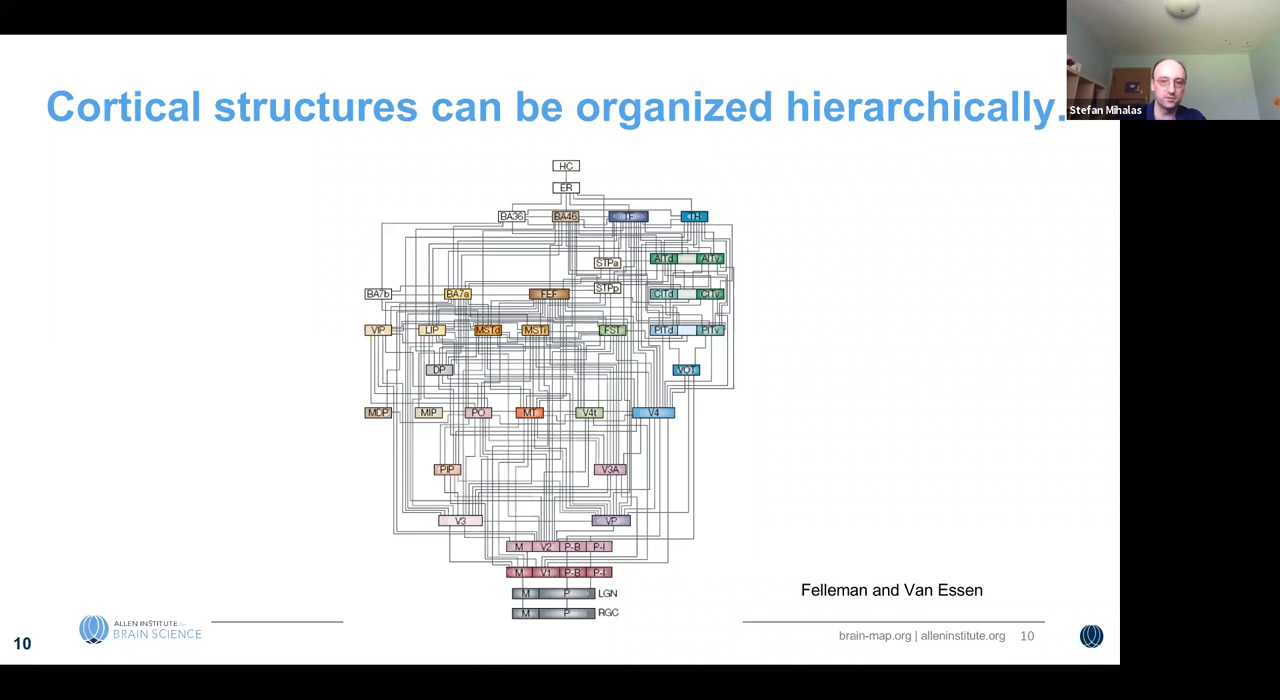 Stefan Mihalas
Cortical structures can be organized hierarchically.
HC
ER
BA36 BA46 TF TH
STPa AITd AITv
BA7b BA7a FEF STPp CITd CITv
VIP LIP MSTd MSTl FST PITd PITv
DP VOT
MDP MIP PO MT V4t V4
PIP V3A
V3 VP
M V2 P-B P-I
M V1 P-B P-I
M P LGN
M P RGC
Felleman and Van Essen
ALLEN INSTITUTE for
BRAIN SCIENCE
brain-map.org | alleninstitute.org 10
10